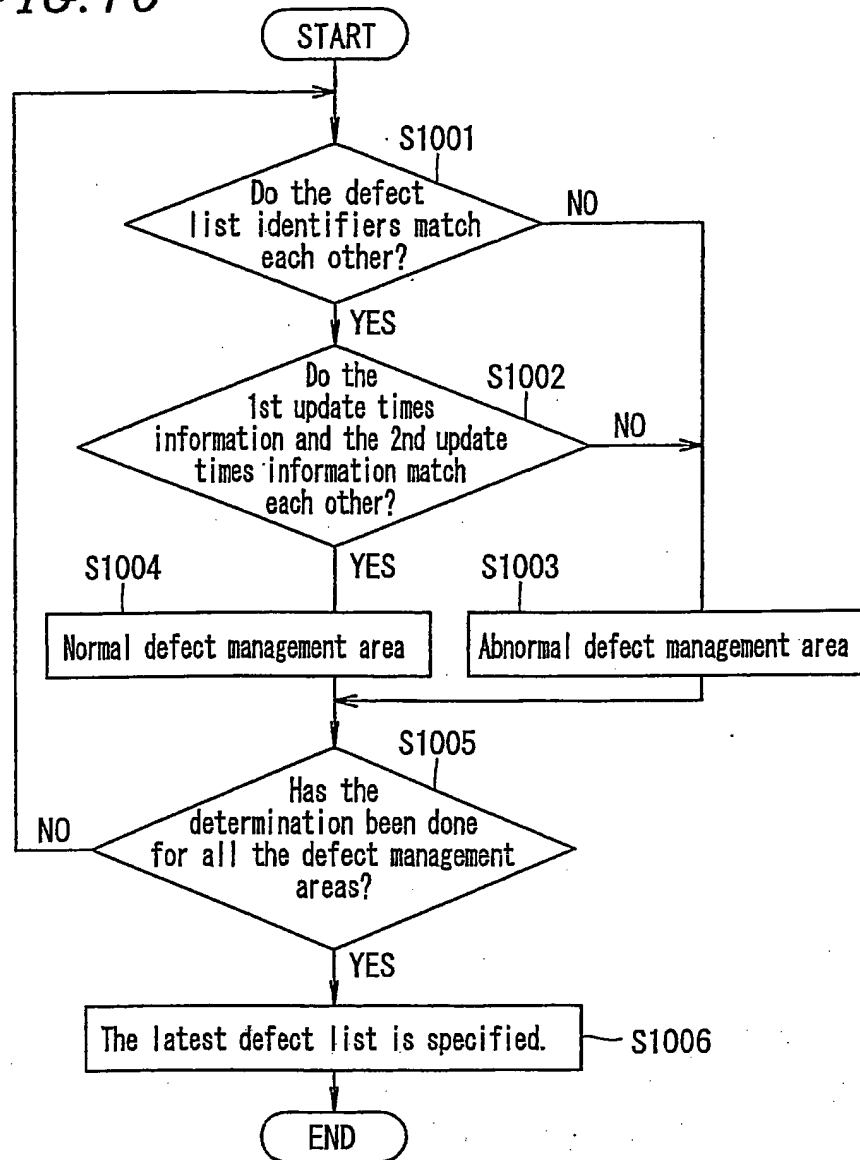 FIG. 10
START
S1001
Do the defect
list identifiers match
each other?
NO
YES
S1002
Do the
1st update times
information and the 2nd update
times information match
each other?
NO
YES
S1004
S1003
Normal defect management area
Abnormal defect management area
S1005
Has the
determination been done
for all the defect management
areas?
NO
YES
The latest defect list is specified.
S1006
END